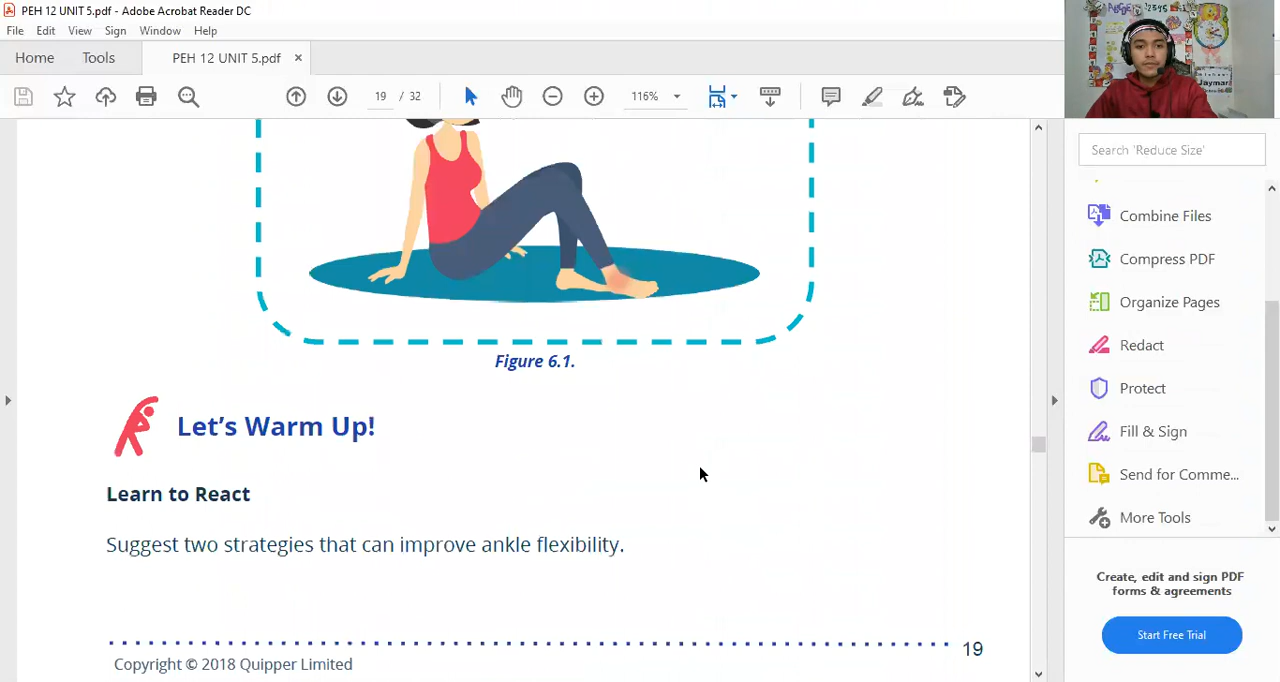 PEH 12 UNIT 5.pdf - Adobe Acrobat Reader DC
File Edit View Sign Window Help
Home Tools PEH 12 UNIT 5.pdf ×
19 / 32 116%
Search 'Reduce Size'
Combine Files
Compress PDF
Organize Pages
Redact
Protect
Fill & Sign
Send for Comme...
More Tools
Create, edit and sign PDF
forms & agreements
Start Free Trial
Figure 6.1.
Let's Warm Up!
Learn to React
Suggest two strategies that can improve ankle flexibility.
19
Copyright © 2018 Quipper Limited